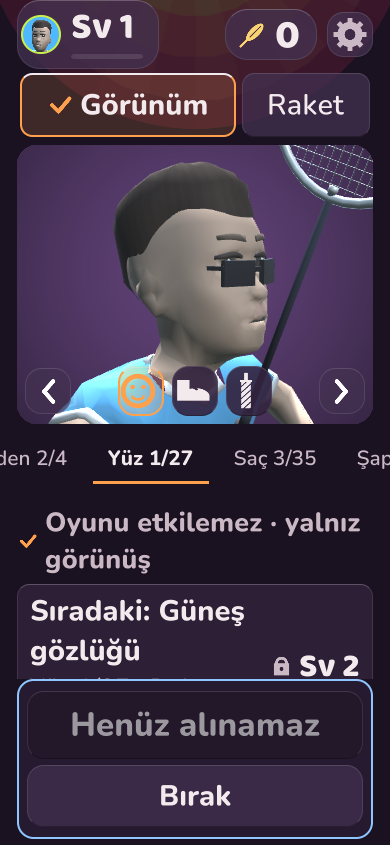 Sv 1
0
Görünüm
Raket
den 2/4
Yüz 1/27
Saç 3/35
Şap
Oyunu etkilemez · yalnız
görünüş
Sıradaki: Güneş
gözlüğü
Sv 2
Henüz alınamaz
Bırak